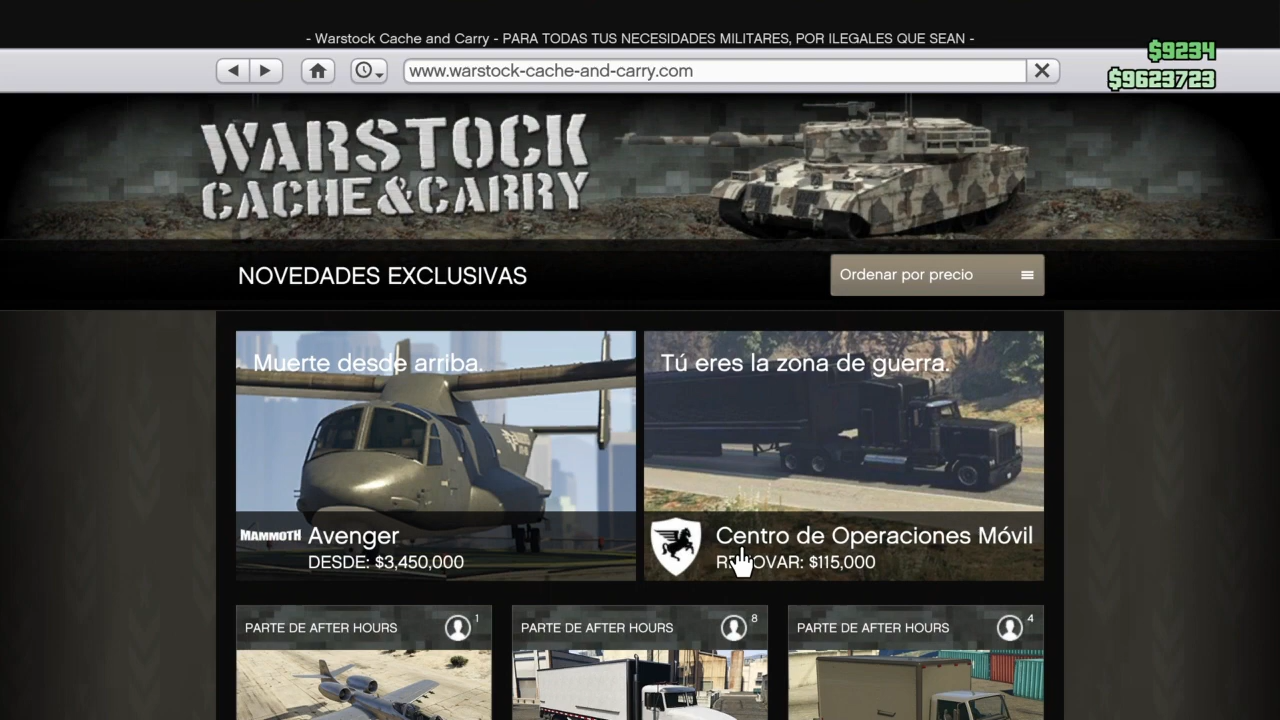 - Warstock Cache and Carry - PARA TODAS TUS NECESIDADES MILITARES, POR ILEGALES QUE SEAN -
www.warstock-cache-and-carry.com
$9234
$9623723
WARSTOCK
CACHE&CARRY
NOVEDADES EXCLUSIVAS
Ordenar por precio
Muerte desde arriba.
MAMMOTH Avenger
DESDE: $3,450,000
Tú eres la zona de guerra.
Centro de Operaciones Móvil
$115,000
PARTE DE AFTER HOURS 1
PARTE DE AFTER HOURS 8
PARTE DE AFTER HOURS 4